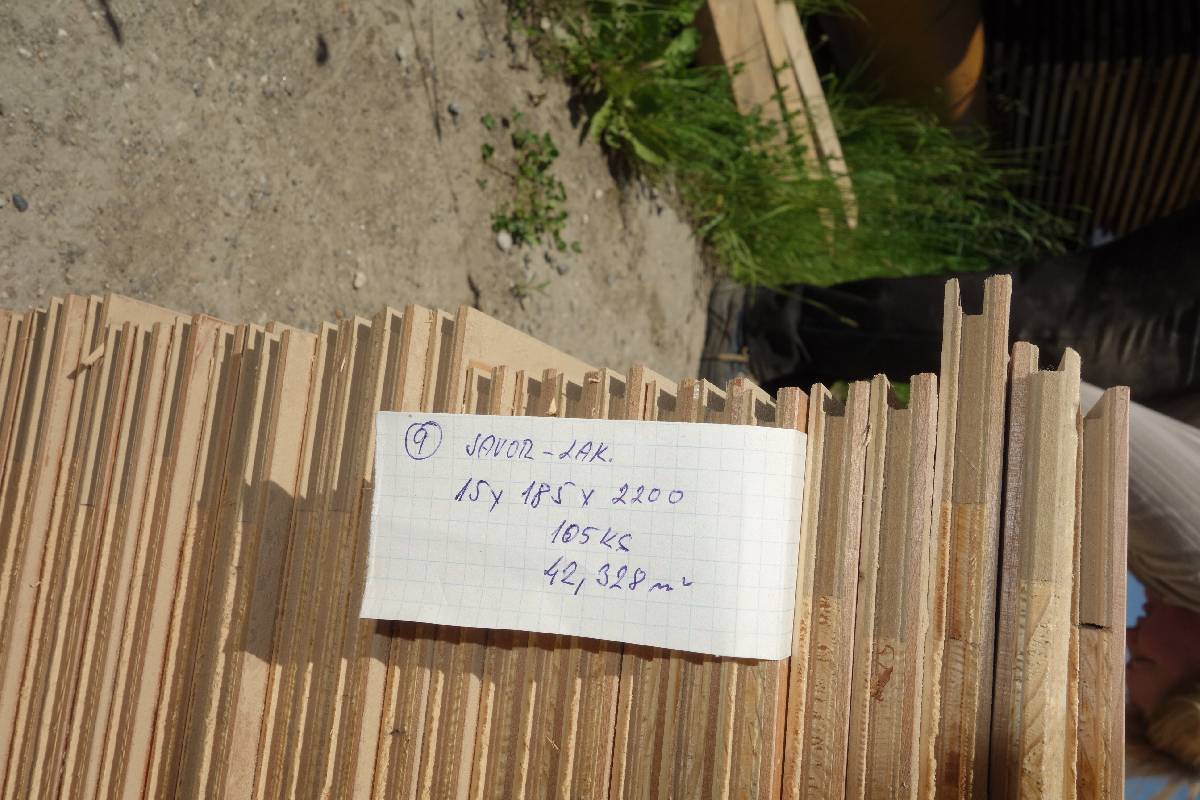 9 JAVOR - LAK.
15 x 185 x 2200
105 KS
42,328 m²